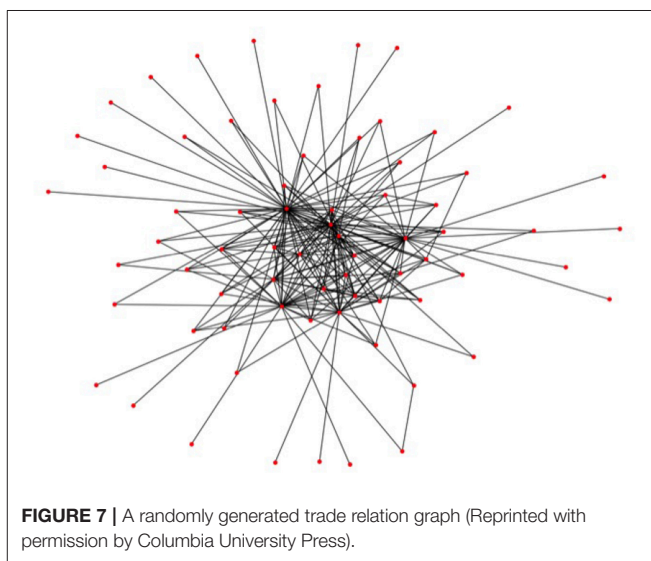 FIGURE 7 | A randomly generated trade relation graph (Reprinted with
permission by Columbia University Press).